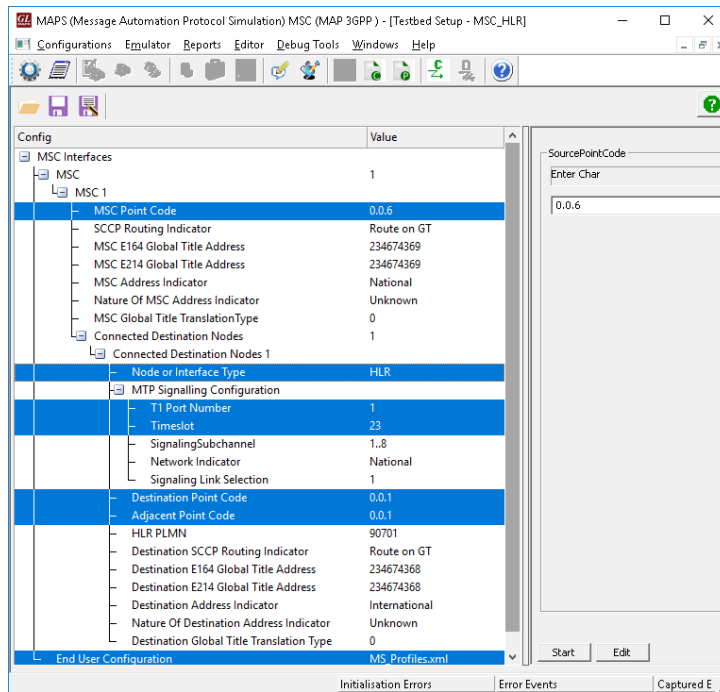 GL MAPS (Message Automation Protocol Simulation) MSC (MAP 3GPP ) - [Testbed Setup - MSC_HLR]
Configurations Emulator Reports Editor Debug Tools Windows Help
Config Value
MSC Interfaces
MSC 1
MSC 1
MSC Point Code 0.0.6
SCCP Routing Indicator Route on GT
MSC E164 Global Title Address 234674369
MSC E214 Global Title Address 234674369
MSC Address Indicator National
Nature Of MSC Address Indicator Unknown
MSC Global Title TranslationType 0
Connected Destination Nodes 1
Connected Destination Nodes 1
Node or Interface Type HLR
MTP Signalling Configuration
T1 Port Number 1
Timeslot 23
SignalingSubchannel 1..8
Network Indicator National
Signaling Link Selection 1
Destination Point Code 0.0.1
Adjacent Point Code 0.0.1
HLR PLMN 90701
Destination SCCP Routing Indicator Route on GT
Destination E164 Global Title Address 234674368
Destination E214 Global Title Address 234674368
Destination Address Indicator International
Nature Of Destination Address Indicator Unknown
Destination Global Title Translation Type 0
End User Configuration MS_Profiles.xml
SourcePointCode
Enter Char
0.0.6
Start Edit
Initialisation Errors Error Events Captured E